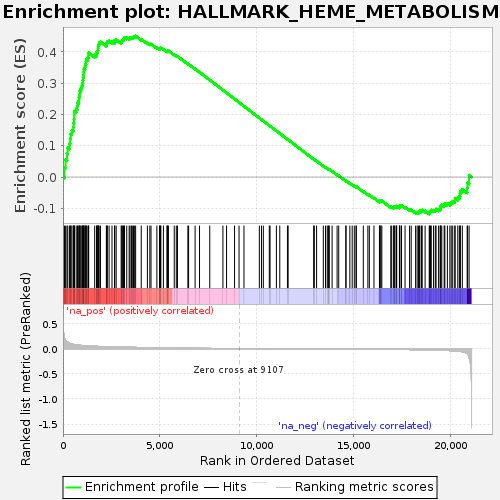 Enrichment plot: HALLMARK_HEME_METABOLISM
Enrichment score (ES)
0.4
0.3
0.2
0.1
0.0
-0.1
'na_pos' (positively correlated)
Ranked list metric (PreRanked)
0.5
0.0
-0.5
-1.0
-1.5
Zero cross at 9107
'na_neg' (negatively correlated)
0 5,000 10,000 15,000 20,000
Rank in Ordered Dataset
Enrichment profile Hits Ranking metric scores